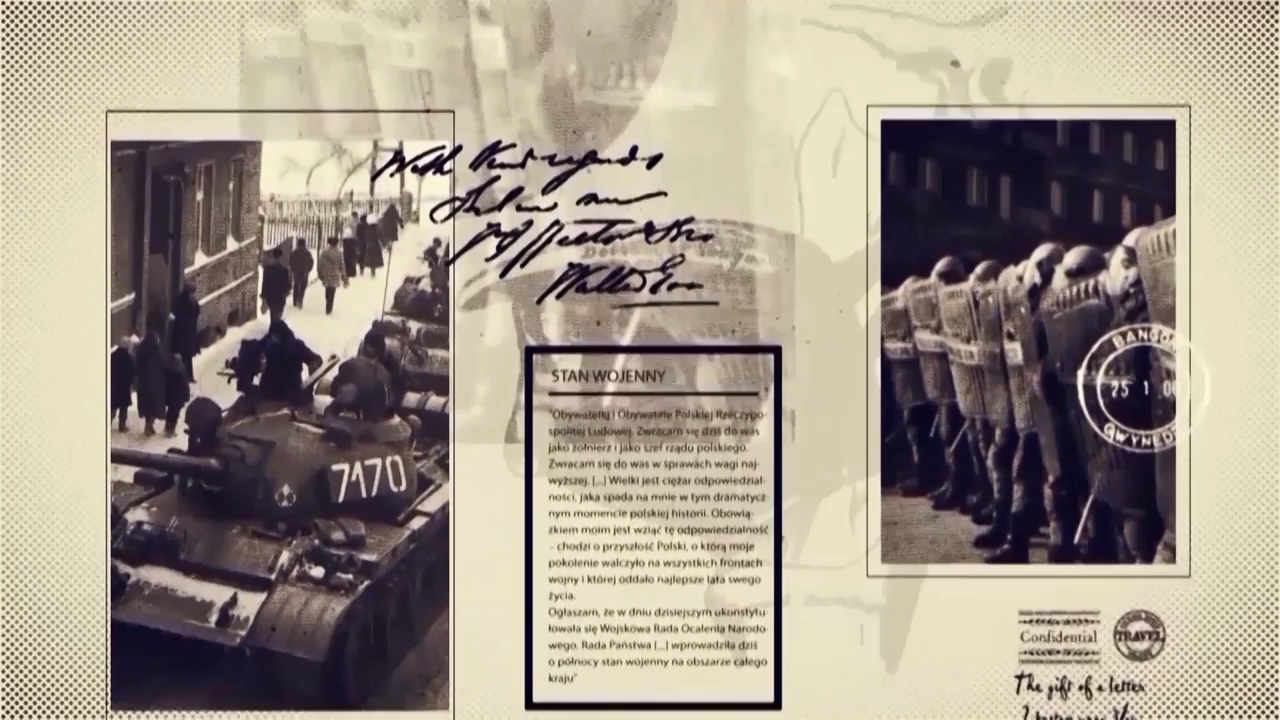 With Kind regards
7170
STAN WOJENNY
"Obywatelki i Obywatele Polskiej Rzeczypo-
spolitej Ludowej. Zwracam się dziś do was
jako żołnierz i jako szef rządu polskiego.
Zwracam się do was w sprawach wagi naj-
wyższej. [...] Wielki jest ciężar odpowiedzial-
ności, jaka spada na mnie w tym dramatycz-
nym momencie polskiej historii. Obowią-
zkiem moim jest wziąć tę odpowiedzialność
– chodzi o przyszłość Polski, o którą moje
pokolenie walczyło na wszystkich frontach
wojny i której oddało najlepsze lata swego
życia.
Ogłaszam, że w dniu dzisiejszym ukonstytu-
łowała się Wojskowa Rada Ocalenia Narodo-
wego. Rada Państwa [...] wprowadziła dziś
o północy stan wojenny na obszarze całego
kraju"
BANGOR
25 1 00
GWYNEDD
Confidential
TRAVEL
The gift of a letter